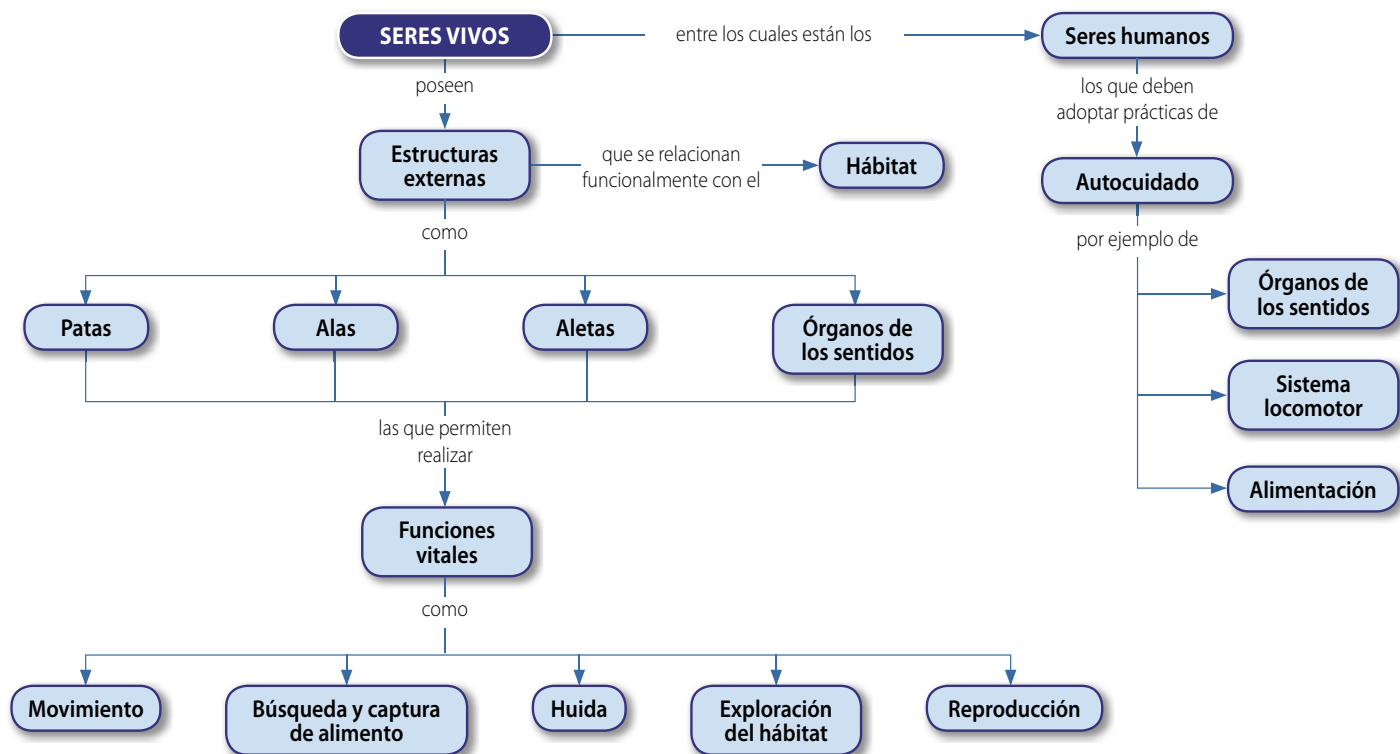 SERES VIVOS
entre los cuales están los
Seres humanos
poseen
los que deben
adoptar prácticas de
Estructuras
externas
que se relacionan
funcionalmente con el
Hábitat
Autocuidado
como
por ejemplo de
Patas
Alas
Aletas
Órganos de
los sentidos
Órganos de
los sentidos
Sistema
locomotor
Alimentación
las que permiten
realizar
Funciones
vitales
como
Movimiento
Búsqueda y captura
de alimento
Huida
Exploración
del hábitat
Reproducción